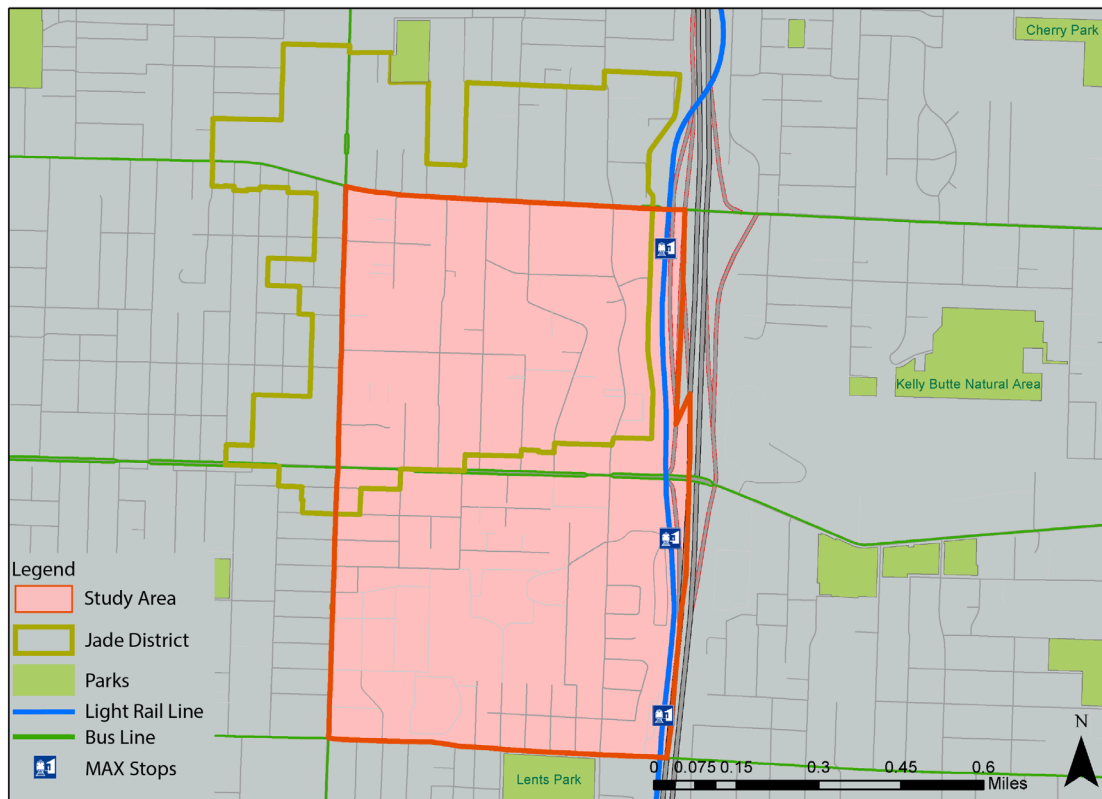 Cherry Park
Kelly Butte Natural Area
Legend
Study Area
Jade District
Parks
Light Rail Line
Bus Line
MAX Stops
Lents Park
N
0 0.075 0.15 0.3 0.45 0.6
Miles